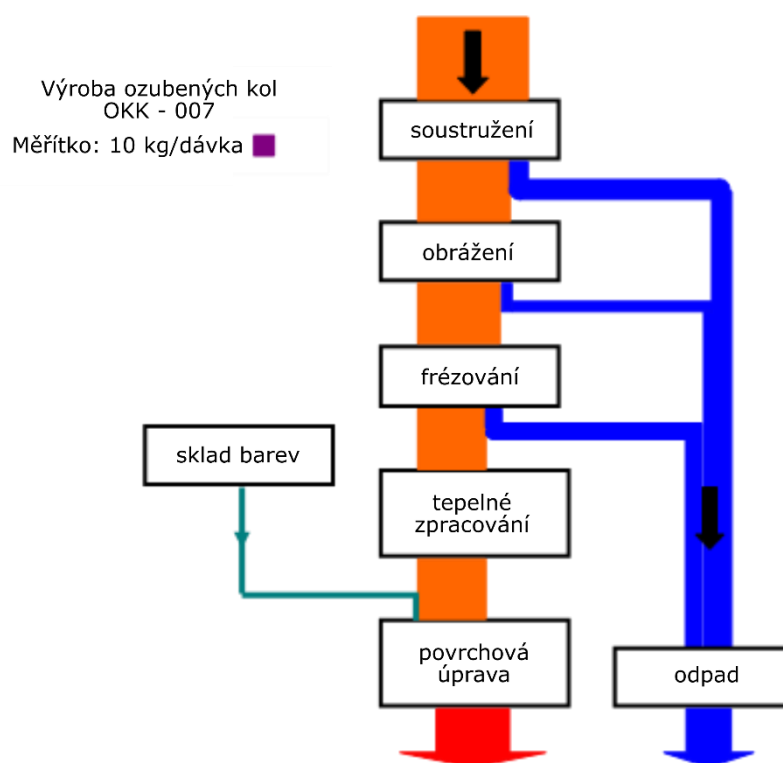 Výroba ozubených kol
OKK - 007
Měřítko: 10 kg/dávka
soustružení
obrážení
frézování
sklad barev
tepelné
zpracování
povrchová
úprava
odpad